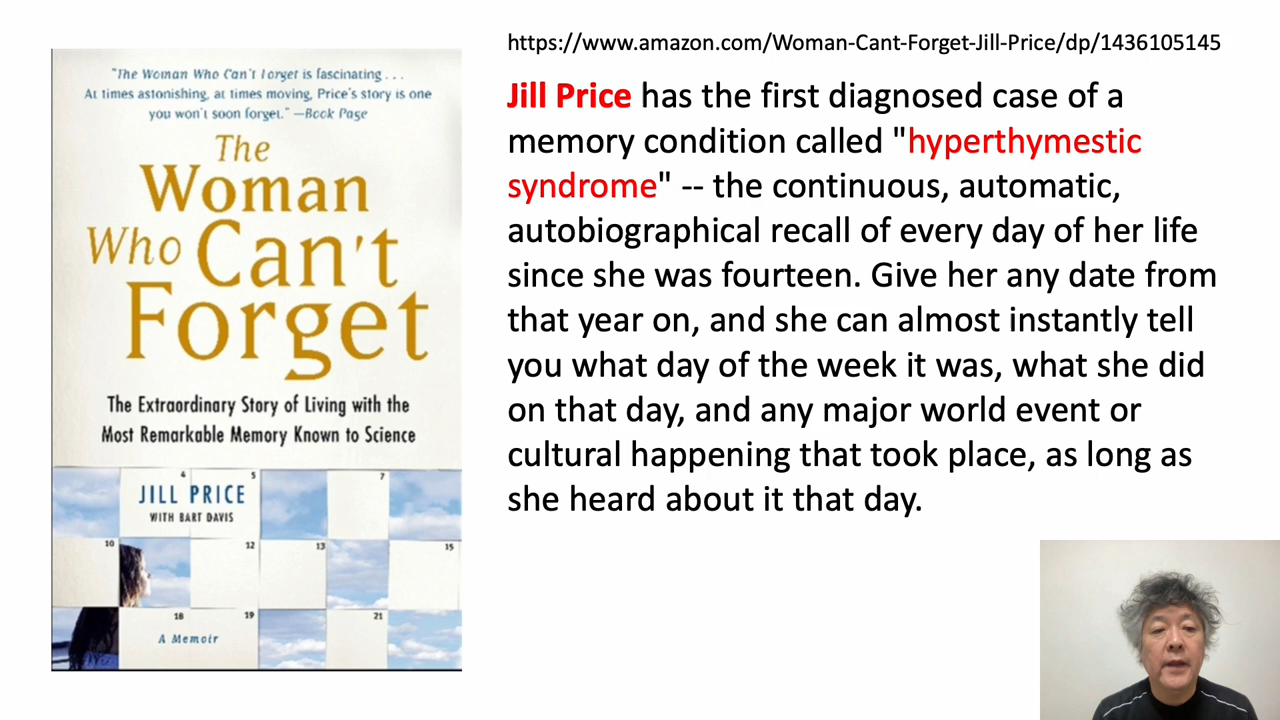 https://www.amazon.com/Woman-Cant-Forget-Jill-Price/dp/1436105145
"The Woman Who Can't Forget is fascinating . . .
At times astonishing, at times moving, Price's story is one
you won't soon forget." —Book Page
The
Woman
Who Can't
Forget
The Extraordinary Story of Living with the
Most Remarkable Memory Known to Science
4 5 7
JILL PRICE
WITH BART DAVIS
10 12 13 15
18 19 21
A Memoir
Jill Price has the first diagnosed case of a
memory condition called "hyperthymestic
syndrome" -- the continuous, automatic,
autobiographical recall of every day of her life
since she was fourteen. Give her any date from
that year on, and she can almost instantly tell
you what day of the week it was, what she did
on that day, and any major world event or
cultural happening that took place, as long as
she heard about it that day.